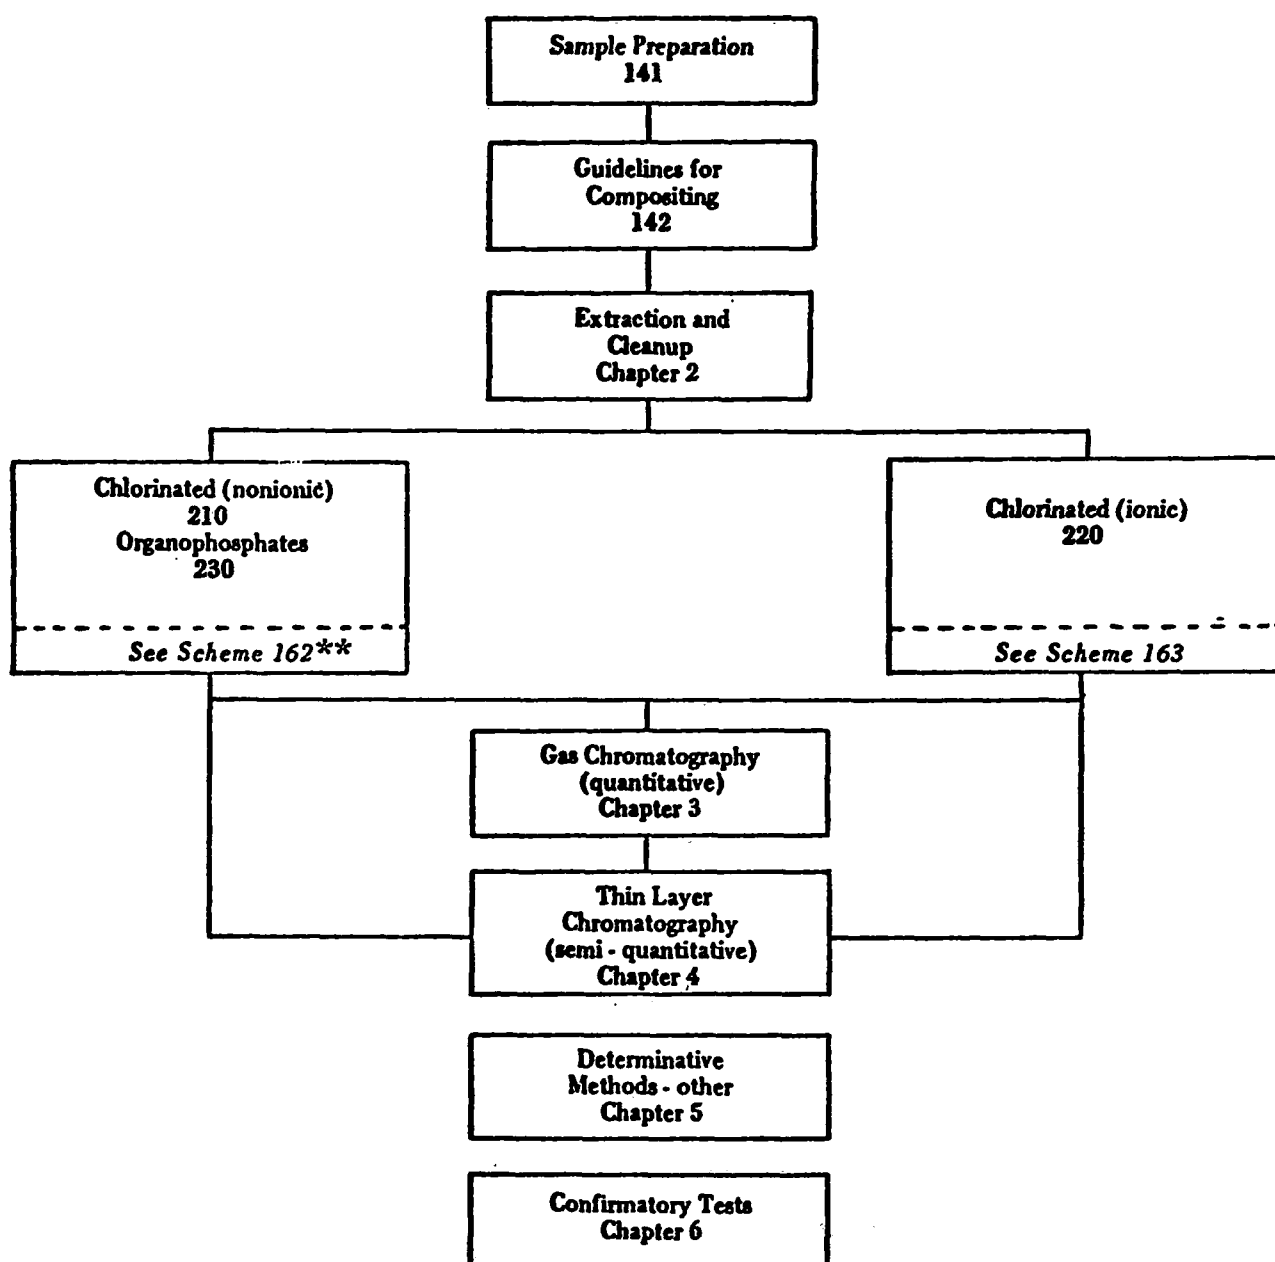 Sample Preparation
141
Guidelines for
Compositing
142
Extraction and
Cleanup
Chapter 2
Chlorinated (nonionic)
210
Organophosphates
230
See Scheme 162**
Chlorinated (ionic)
220
See Scheme 163
Gas Chromatography
(quantitative)
Chapter 3
Thin Layer
Chromatography
(semi - quantitative)
Chapter 4
Determinative
Methods - other
Chapter 5
Confirmatory Tests
Chapter 6